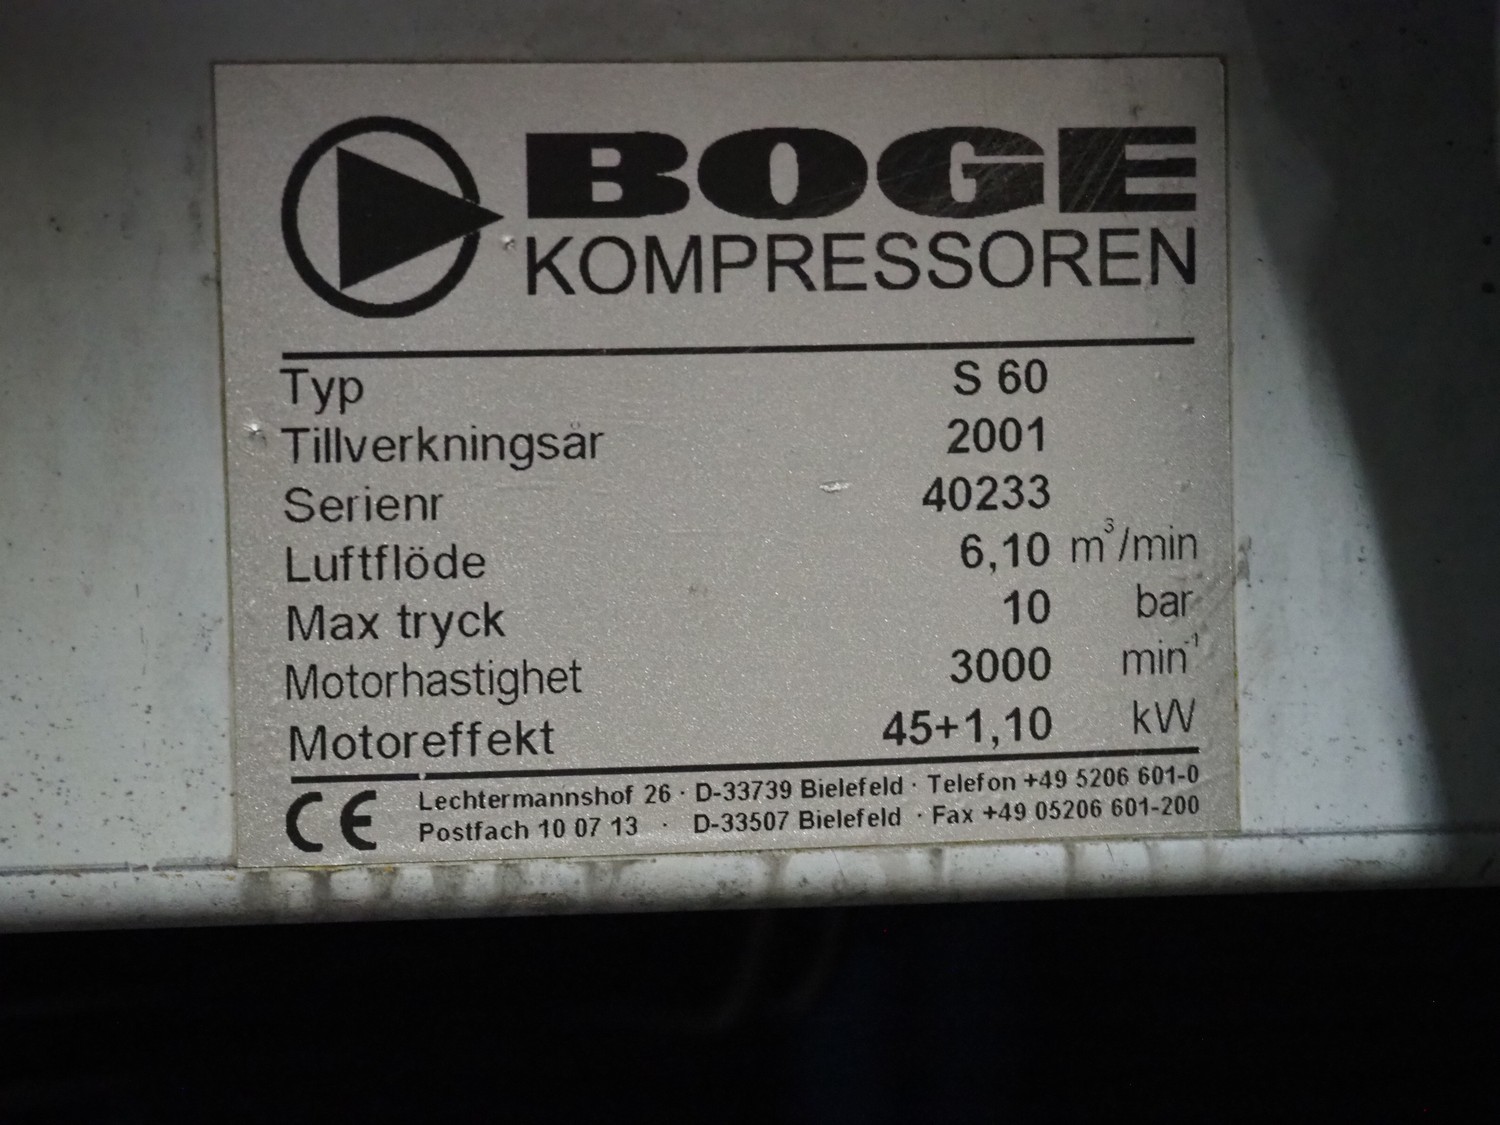 BOGE
KOMPRESSOREN
Typ S 60
Tillverkningsår 2001
Serienr 40233
Luftflöde 6,10 m³/min
Max tryck 10 bar
Motorhastighet 3000 min⁻¹
Motoreffekt 45+1,10 kW
CE
Lechtermannshof 26 · D-33739 Bielefeld · Telefon +49 5206 601-0
Postfach 10 07 13 · D-33507 Bielefeld · Fax +49 05206 601-200